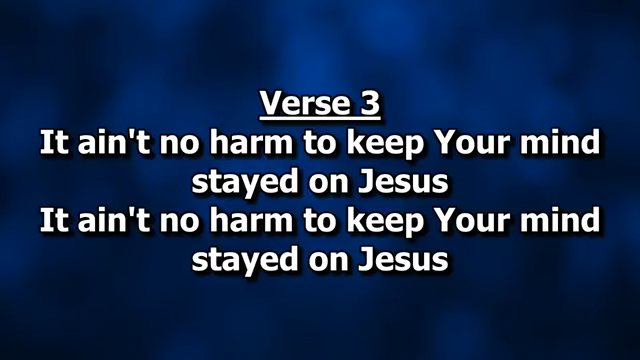 Verse 3
It ain't no harm to keep Your mind
stayed on Jesus
It ain't no harm to keep Your mind
stayed on Jesus